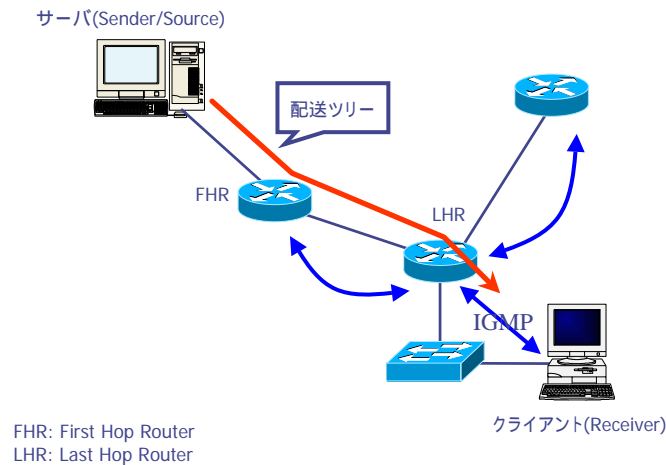 サーバ(Sender/Source)
配送ツリー
FHR
LHR
IGMP
クライアント(Receiver)
FHR: First Hop Router
LHR: Last Hop Router